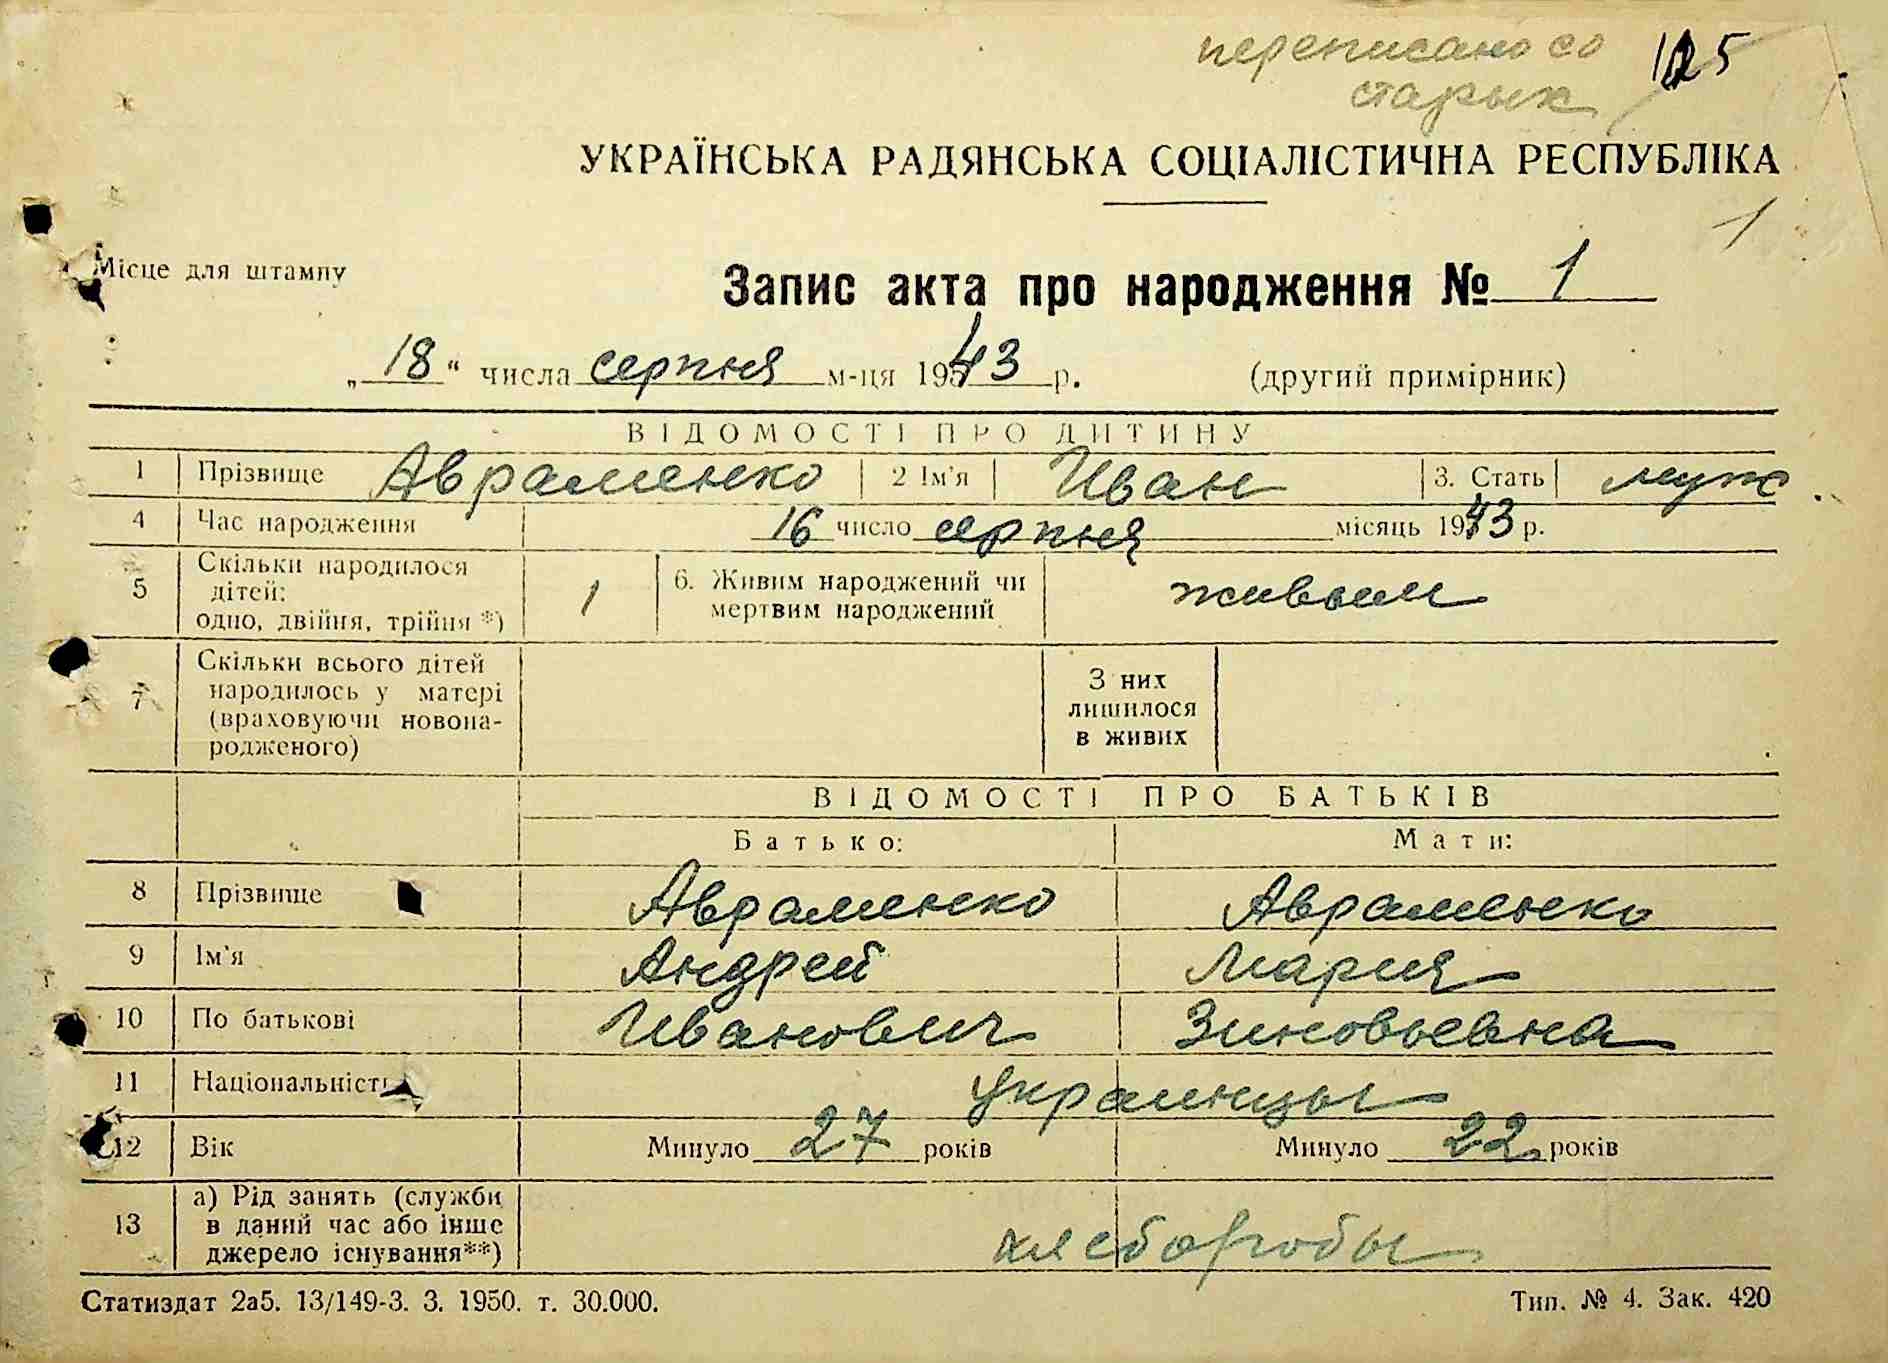 переписано со
старых
125
УКРАЇНСЬКА РАДЯНСЬКА СОЦІАЛІСТИЧНА РЕСПУБЛІКА
1
Місце для штампу
Запис акта про народження № 1
„18“ числа серпня м-ця 1943 р. (другий примірник)
ВІДОМОСТІ ПРО ДИТИНУ
1 Прізвище Авраменко 2 Ім'я Иван 3. Стать муж
4 Час народження 16 число серпня місяць 1943 р.
5 Скільки народилося дітей: одно, двійня, трійня *) 1 6. Живим народжений чи мертвим народжений живым
7 Скільки всього дітей народилось у матері (враховуючи новонародженого) З них лишилося в живих
ВІДОМОСТІ ПРО БАТЬКІВ
Батько: Мати:
8 Прізвище Авраменко Авраменко
9 Ім'я Андрей Мария
10 По батькові Иванович Зиновьевна
11 Національність украинцы
12 Вік Минуло 27 років Минуло 22 років
13 а) Рід занять (служби в даний час або інше джерело існування**) хлеборобы
Статиздат 2а5. 13/149-3. 3. 1950. т. 30.000. Тип. № 4. Зак. 420